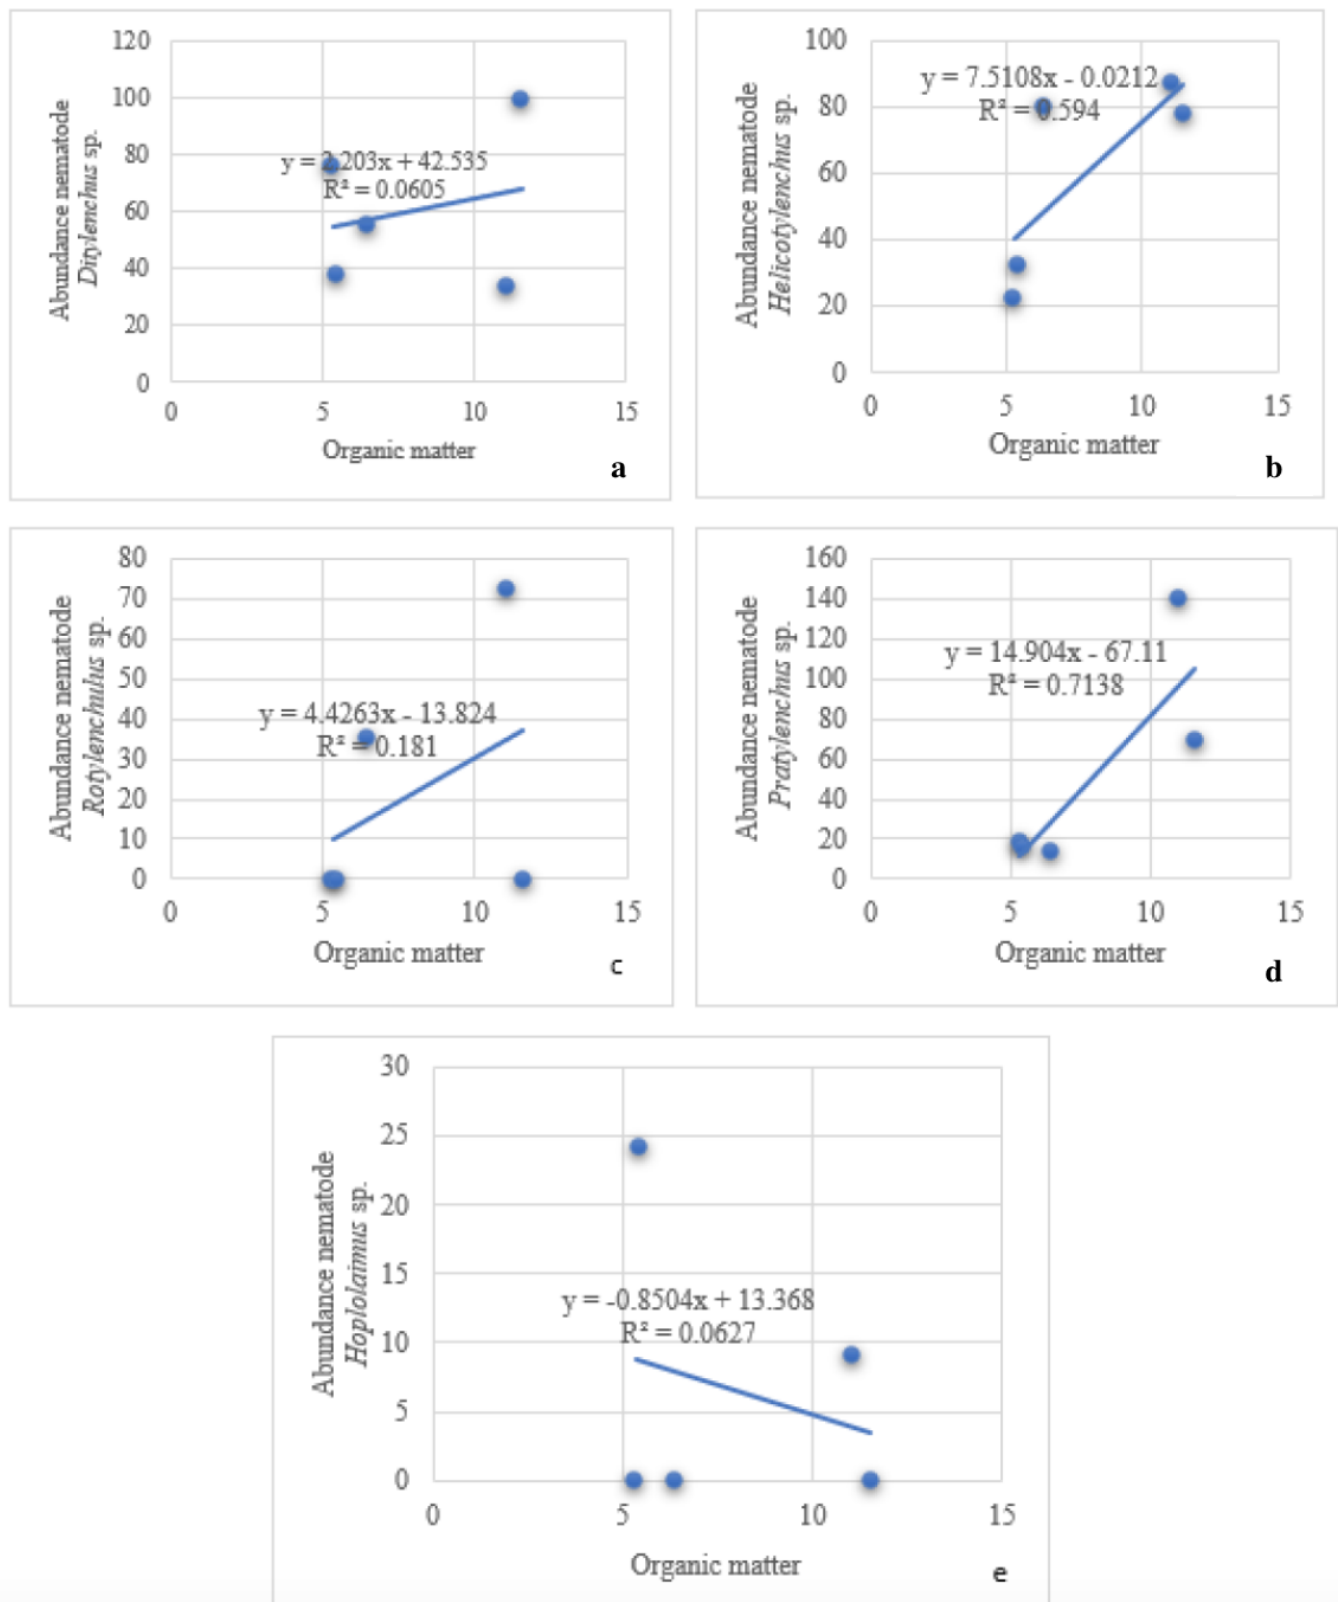 120
100
80
60
40
20
0
Abundance nematode
Ditylenchus sp.
y = 2.203x + 42.535
R² = 0.0605
0 5 10 15
Organic matter
a
100
80
60
40
20
0
Abundance nematode
Helicotylenchus sp.
y = 7.5108x - 0.0212
R² = 0.594
0 5 10 15
Organic matter
b
80
70
60
50
40
30
20
10
0
Abundance nematode
Rotylenchulus sp.
y = 4.4263x - 13.824
R² = 0.181
0 5 10 15
Organic matter
c
160
140
120
100
80
60
40
20
0
Abundance nematode
Pratylenchus sp.
y = 14.904x - 67.11
R² = 0.7138
0 5 10 15
Organic matter
d
30
25
20
15
10
5
0
Abundance nematode
Hoplolaimus sp.
y = -0.8504x + 13.368
R² = 0.0627
0 5 10 15
Organic matter
e